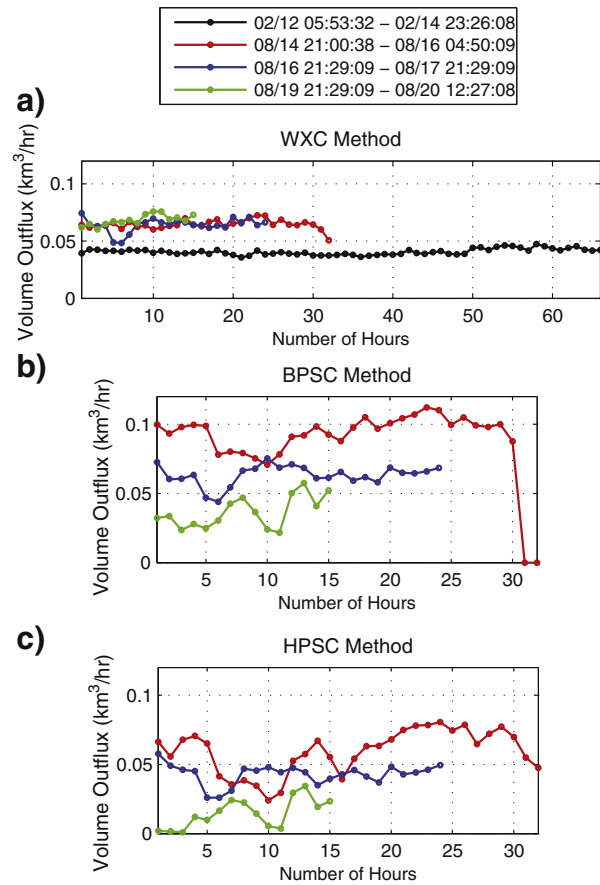 02/12 05:53:32 – 02/14 23:26:08
08/14 21:00:38 – 08/16 04:50:09
08/16 21:29:09 – 08/17 21:29:09
08/19 21:29:09 – 08/20 12:27:08
a)
WXC Method
Volume Outflux (km³/hr)
0.1
0.05
0
10 20 30 40 50 60
Number of Hours
b)
BPSC Method
Volume Outflux (km³/hr)
0.1
0.05
0
5 10 15 20 25 30
Number of Hours
c)
HPSC Method
Volume Outflux (km³/hr)
0.1
0.05
0
5 10 15 20 25 30
Number of Hours